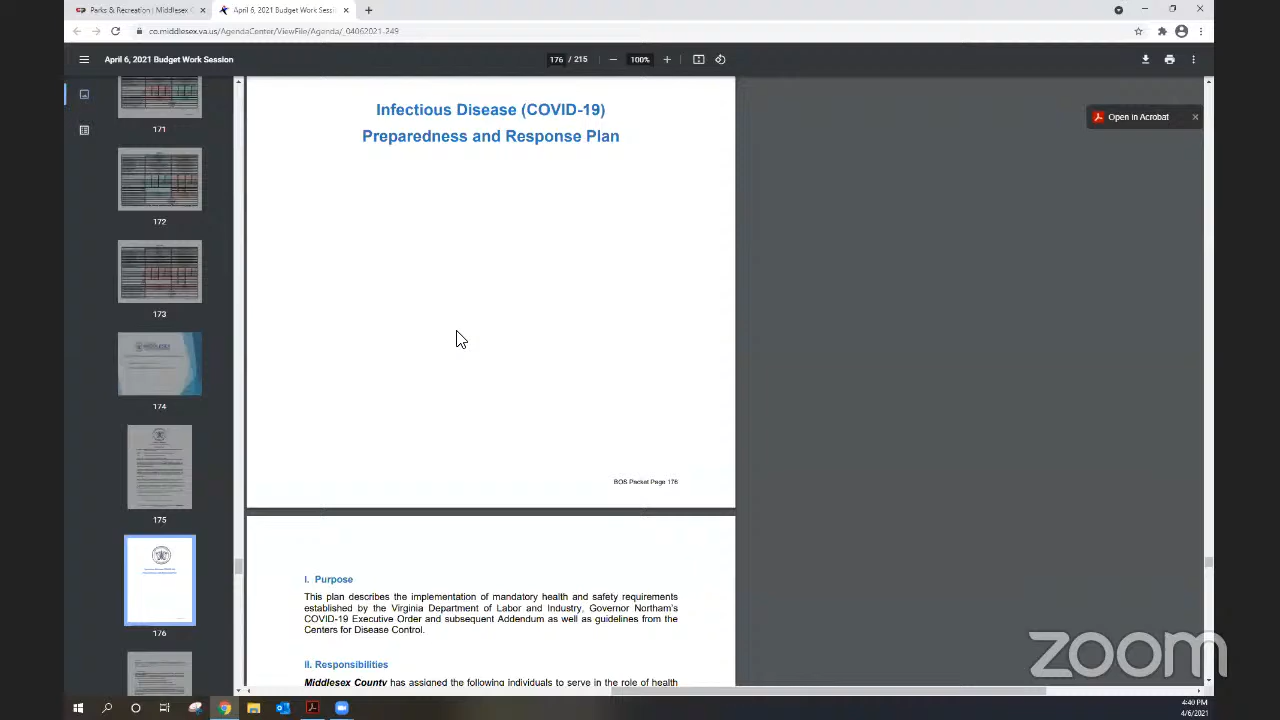 Parks & Recreation | Middlesex C
April 6, 2021 Budget Work Sessi
co.middlesex.va.us/AgendaCenter/ViewFile/Agenda/_04062021-249
April 6, 2021 Budget Work Session
176 / 215
100%
Open in Acrobat
171
172
173
174
175
176
Infectious Disease (COVID-19)
Preparedness and Response Plan
BOS Packet Page 176
I. Purpose
This plan describes the implementation of mandatory health and safety requirements
established by the Virginia Department of Labor and Industry, Governor Northam's
COVID-19 Executive Order and subsequent Addendum as well as guidelines from the
Centers for Disease Control.
II. Responsibilities
Middlesex County has assigned the following individuals to serve in the role of health
zoom
4:40 PM
4/6/2021